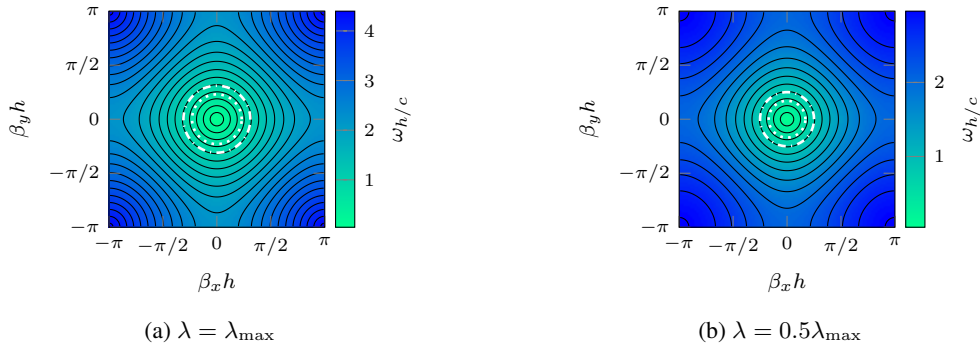 π
π/2
0
−π/2
−π
β_y h
−π
−π/2
0
π/2
π
β_x h
4
3
2
1
ω_{h/c}
(a) λ = λ_max
π
π/2
0
−π/2
−π
β_y h
−π
−π/2
0
π/2
π
β_x h
2
1
ω_{h/c}
(b) λ = 0.5λ_max